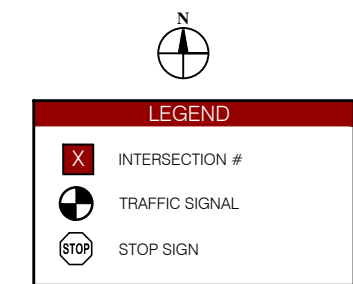 N
LEGEND
X INTERSECTION #
TRAFFIC SIGNAL
STOP STOP SIGN